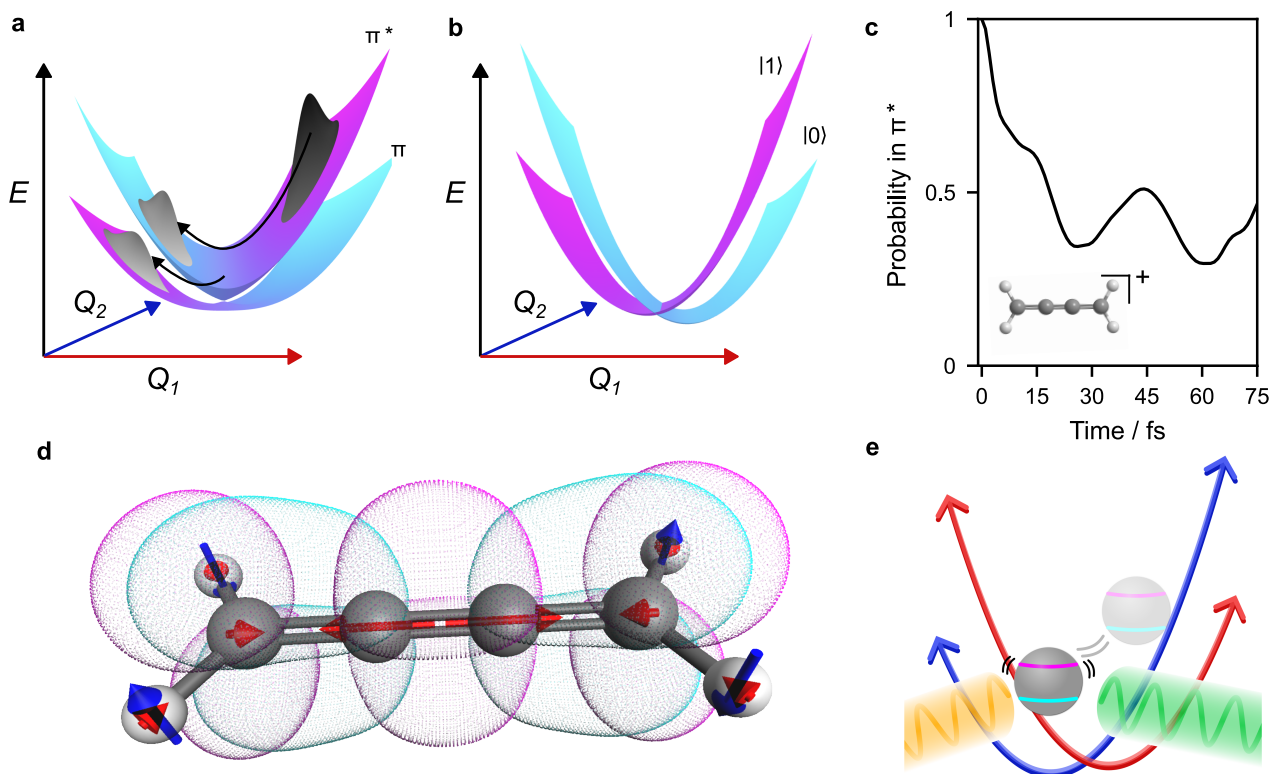 a
π*
π
E
Q2
Q1
b
|1⟩
|0⟩
E
Q2
Q1
c
1
0.5
0
Probability in π*
+
0 15 30 45 60 75
Time / fs
d
e